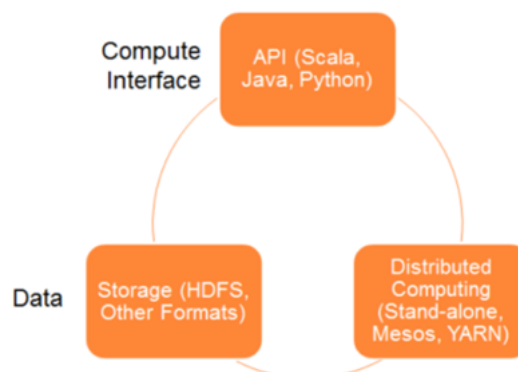 Compute
Interface
API (Scala,
Java, Python)
Data
Storage (HDFS,
Other Formats)
Distributed
Computing
(Stand-alone,
Mesos, YARN)